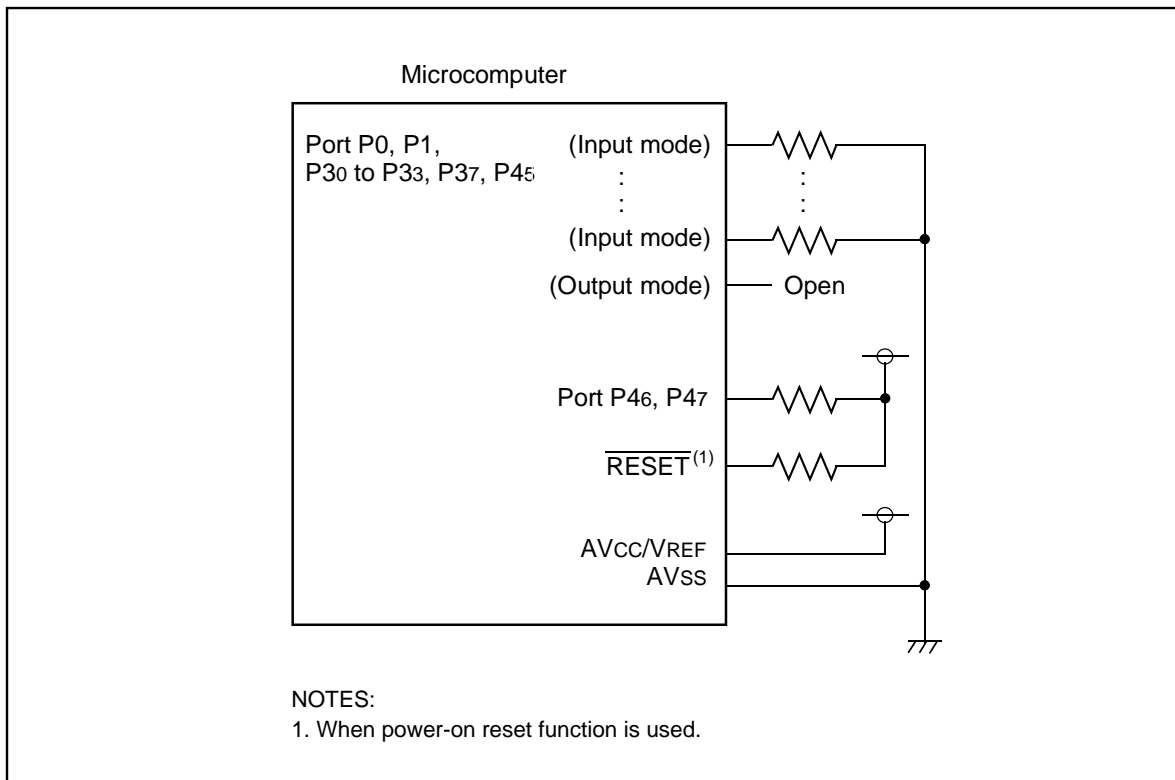 Microcomputer
Port P0, P1,
P30 to P33, P37, P45
(Input mode)
(Input mode)
(Output mode)
Open
Port P46, P47
RESET(1)
AVCC/VREF
AVSS
NOTES:
1. When power-on reset function is used.